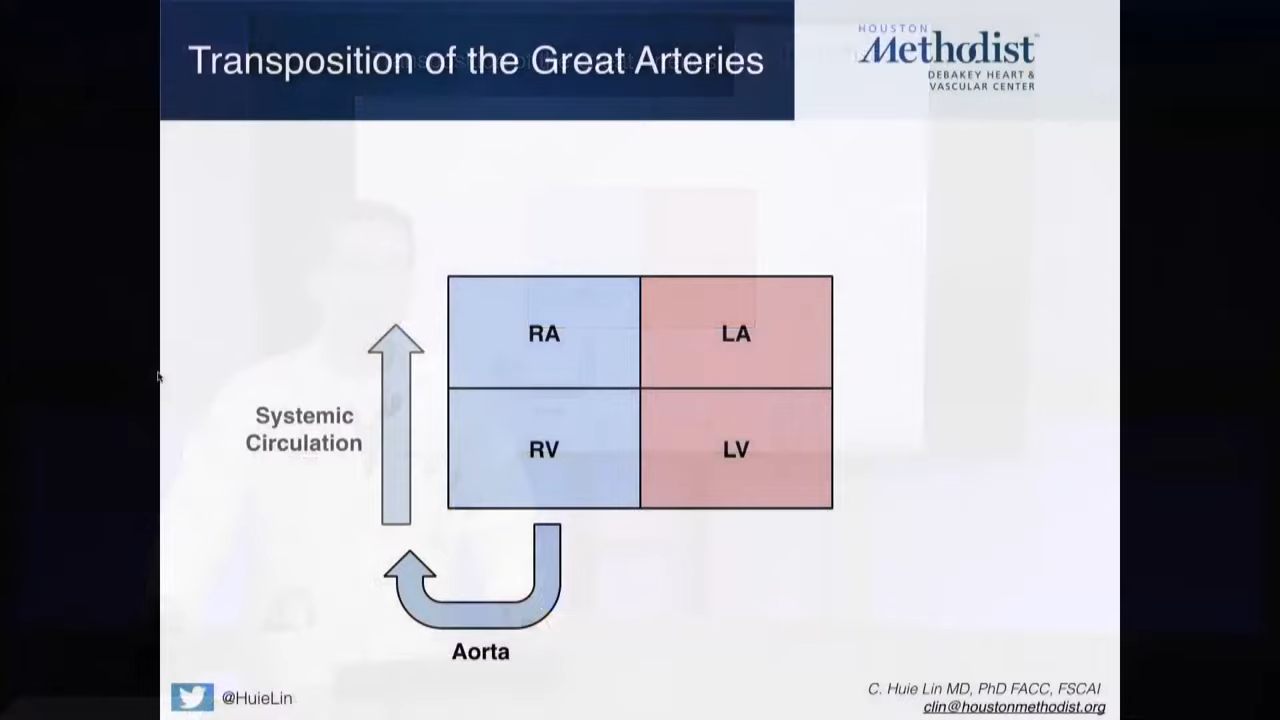 Transposition of the Great Arteries
HOUSTON
Methodist
DEBAKEY HEART &
VASCULAR CENTER
RA
LA
Systemic
Circulation
RV
LV
Aorta
@HuieLin
C. Huie Lin MD, PhD FACC, FSCAI
clin@houstonmethodist.org